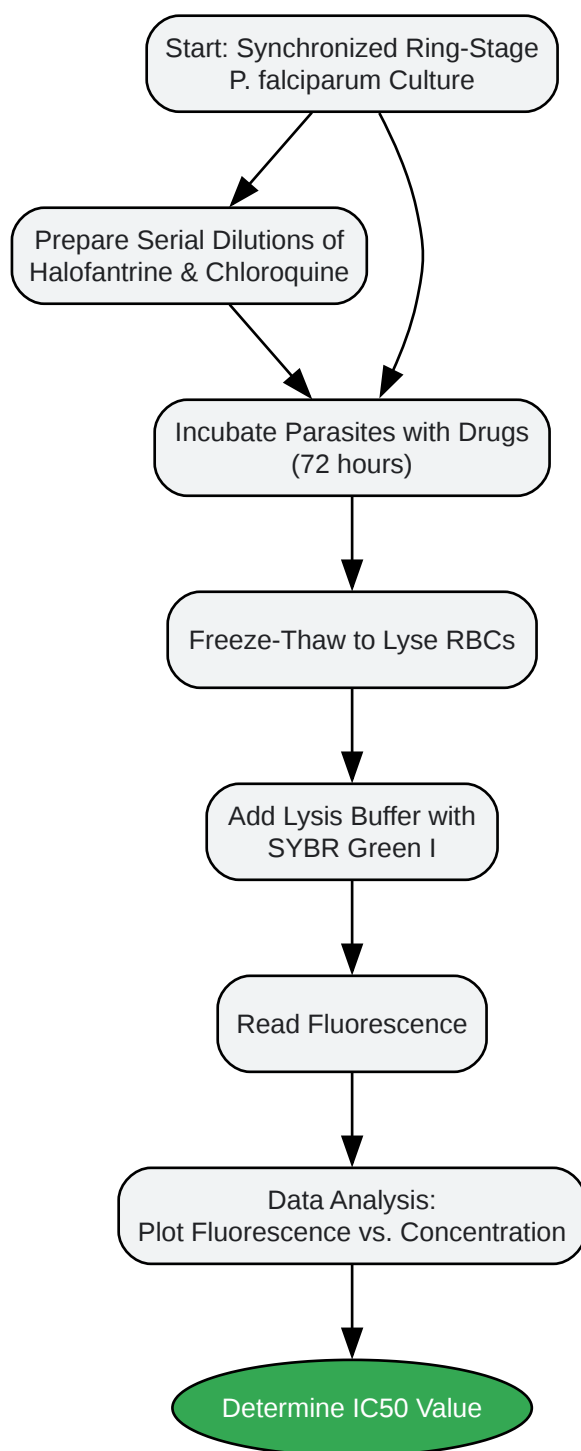 Start: Synchronized Ring-Stage
P. falciparum Culture
Prepare Serial Dilutions of
Halofantrine & Chloroquine
Incubate Parasites with Drugs
(72 hours)
Freeze-Thaw to Lyse RBCs
Add Lysis Buffer with
SYBR Green I
Read Fluorescence
Data Analysis:
Plot Fluorescence vs. Concentration
Determine IC50 Value